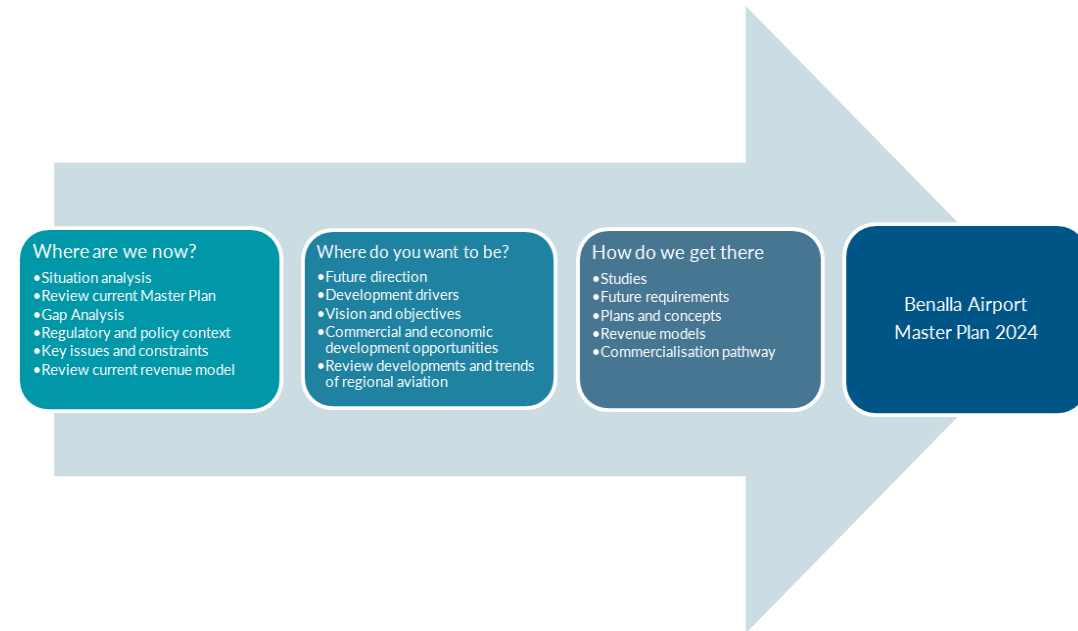 Where are we now?
•Situation analysis
•Review current Master Plan
•Gap Analysis
•Regulatory and policy context
•Key issues and constraints
•Review current revenue model
Where do you want to be?
•Future direction
•Development drivers
•Vision and objectives
•Commercial and economic
development opportunities
•Review developments and trends
of regional aviation
How do we get there
•Studies
•Future requirements
•Plans and concepts
•Revenue models
•Commercialisation pathway
Benalla Airport
Master Plan 2024